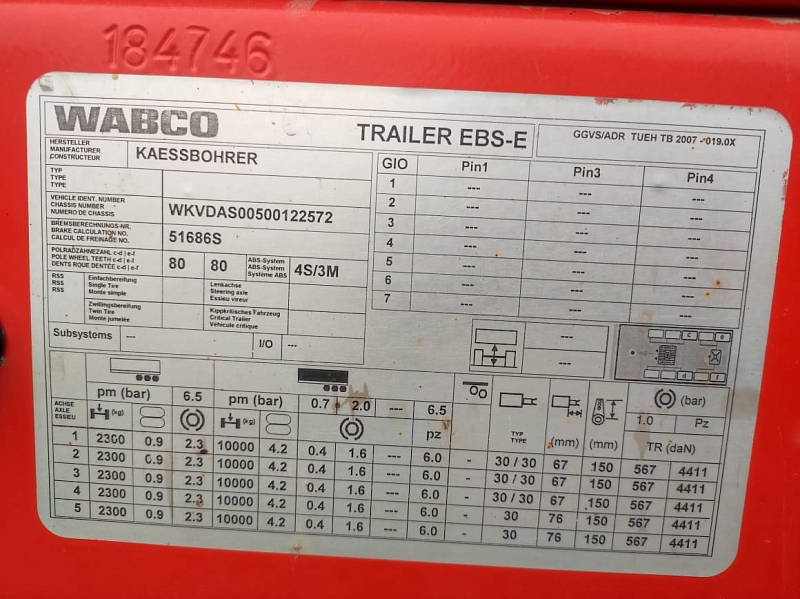 184746
WABCO
TRAILER EBS-E
GGVS/ADR TUEH TB 2007 - 019.0X
HERSTELLER
MANUFACTURER
CONSTRUCTEUR
KAESSBOHRER
TYP
TYPE
TYPE
VEHICLE IDENT. NUMBER
CHASSIS NUMBER
NUMERO DE CHASSIS
WKVDAS00500122572
BREMSBERECHNUNGS-NR.
BRAKE CALCULATION NO.
CALCUL DE FREINAGE NO.
51686S
POLRADZÄHNEZAHL c-d | e-f
POLE WHEEL TEETH c-d | e-f
DENTS ROUE DENTÉE c-d | e-f
80 80
ABS-System
ABS-System
Système ABS
4S/3M
RSS
RSS
RSS
Einfachbereifung
Single Tire
Monte simple
Lenkachse
Steering axle
Essieu vireur
Zwillingsbereifung
Twin Tire
Monte jumelée
Kippkritisches Fahrzeug
Critical Trailer
Véhicule critique
Subsystems --- I/O ---
GIO Pin1 Pin3 Pin4
1 --- --- ---
2 --- --- ---
3 --- --- ---
4 --- --- ---
5 --- --- ---
6 --- --- ---
7 --- --- ---
---
---
c e
d f
pm (bar) 6.5 pm (bar) 0.7 2.0 --- 6.5
(bar)
1.0 Pz
ACHSE
AXLE
ESSIEU
(kg) (kg) pz
TYP
TYPE
(mm) (mm) TR (daN)
1 2300 0.9 2.3 10000 4.2 0.4 1.6 --- 6.0 - 30 / 30 67 150 567 4411
2 2300 0.9 2.3 10000 4.2 0.4 1.6 --- 6.0 - 30 / 30 67 150 567 4411
3 2300 0.9 2.3 10000 4.2 0.4 1.6 --- 6.0 - 30 / 30 67 150 567 4411
4 2300 0.9 2.3 10000 4.2 0.4 1.6 --- 6.0 - 30 76 150 567 4411
5 2300 0.9 2.3 10000 4.2 0.4 1.6 --- 6.0 - 30 76 150 567 4411